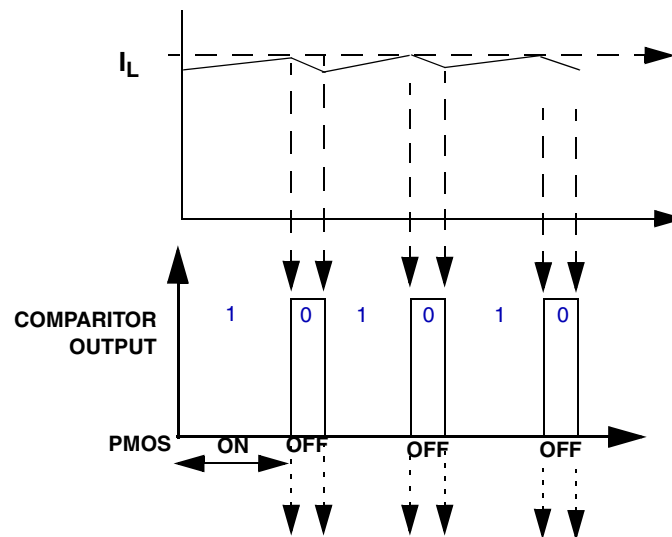 I_L
1 0 1 0 1 0
COMPARITOR
OUTPUT
PMOS ON OFF OFF OFF